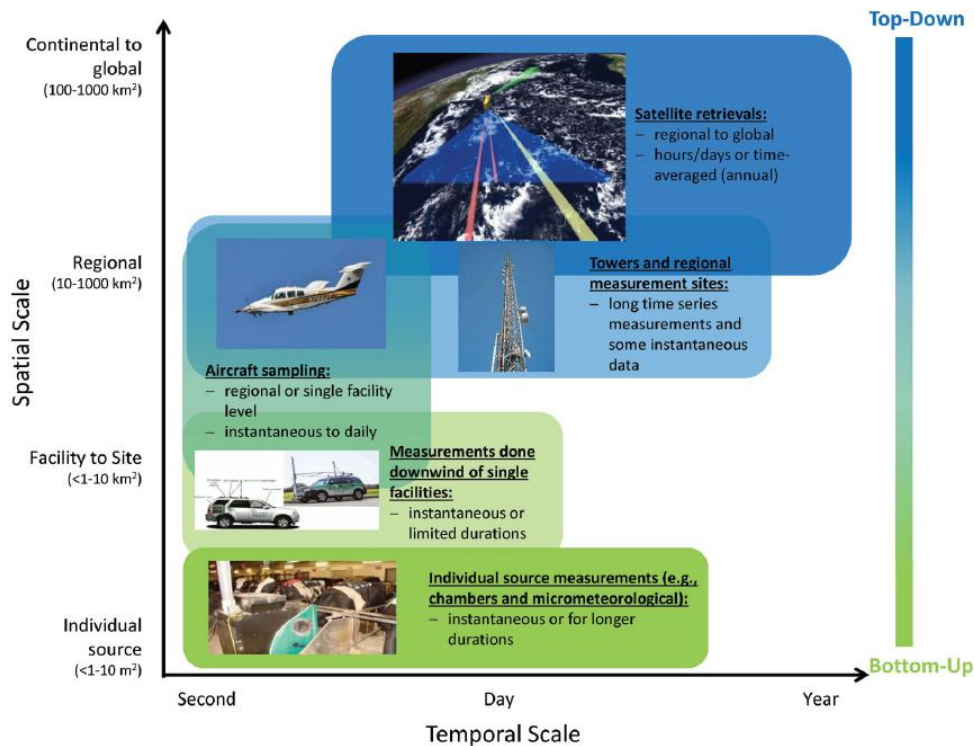 Top-Down
Continental to
global
(100-1000 km²)
Satellite retrievals:
– regional to global
– hours/days or time-
averaged (annual)
Regional
(10-1000 km²)
Towers and regional
measurement sites:
– long time series
measurements and
some instantaneous
data
Spatial Scale
Aircraft sampling:
– regional or single facility
level
– instantaneous to daily
Facility to Site
(<1-10 km²)
Measurements done
downwind of single
facilities:
– instantaneous or
limited durations
Individual source measurements (e.g.,
chambers and micrometeorological):
– instantaneous or for longer
durations
Individual
source
(<1-10 m²)
Bottom-Up
Second
Day
Year
Temporal Scale